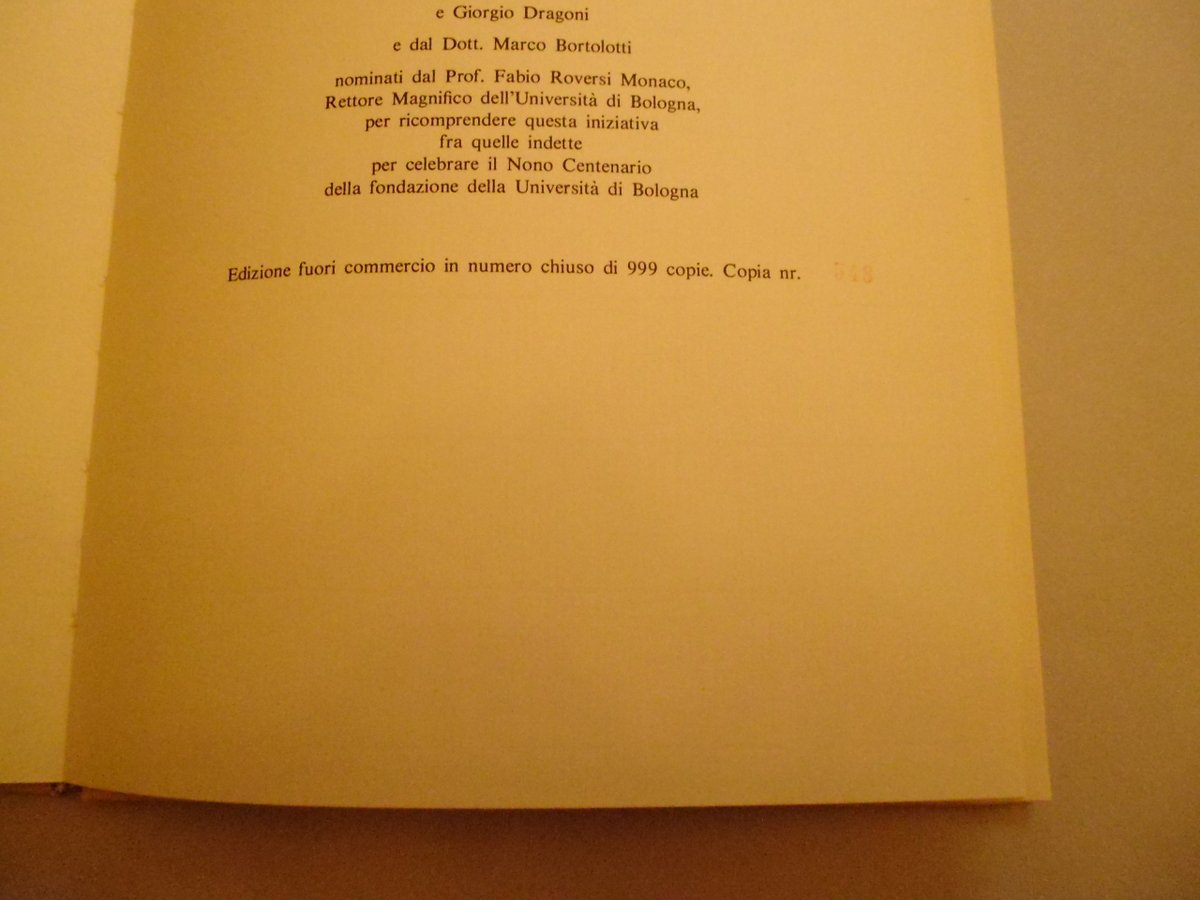 e Giorgio Dragoni
e dal Dott. Marco Bortolotti
nominati dal Prof. Fabio Roversi Monaco,
Rettore Magnifico dell'Università di Bologna,
per ricomprendere questa iniziativa
fra quelle indette
per celebrare il Nono Centenario
della fondazione della Università di Bologna
Edizione fuori commercio in numero chiuso di 999 copie. Copia nr.